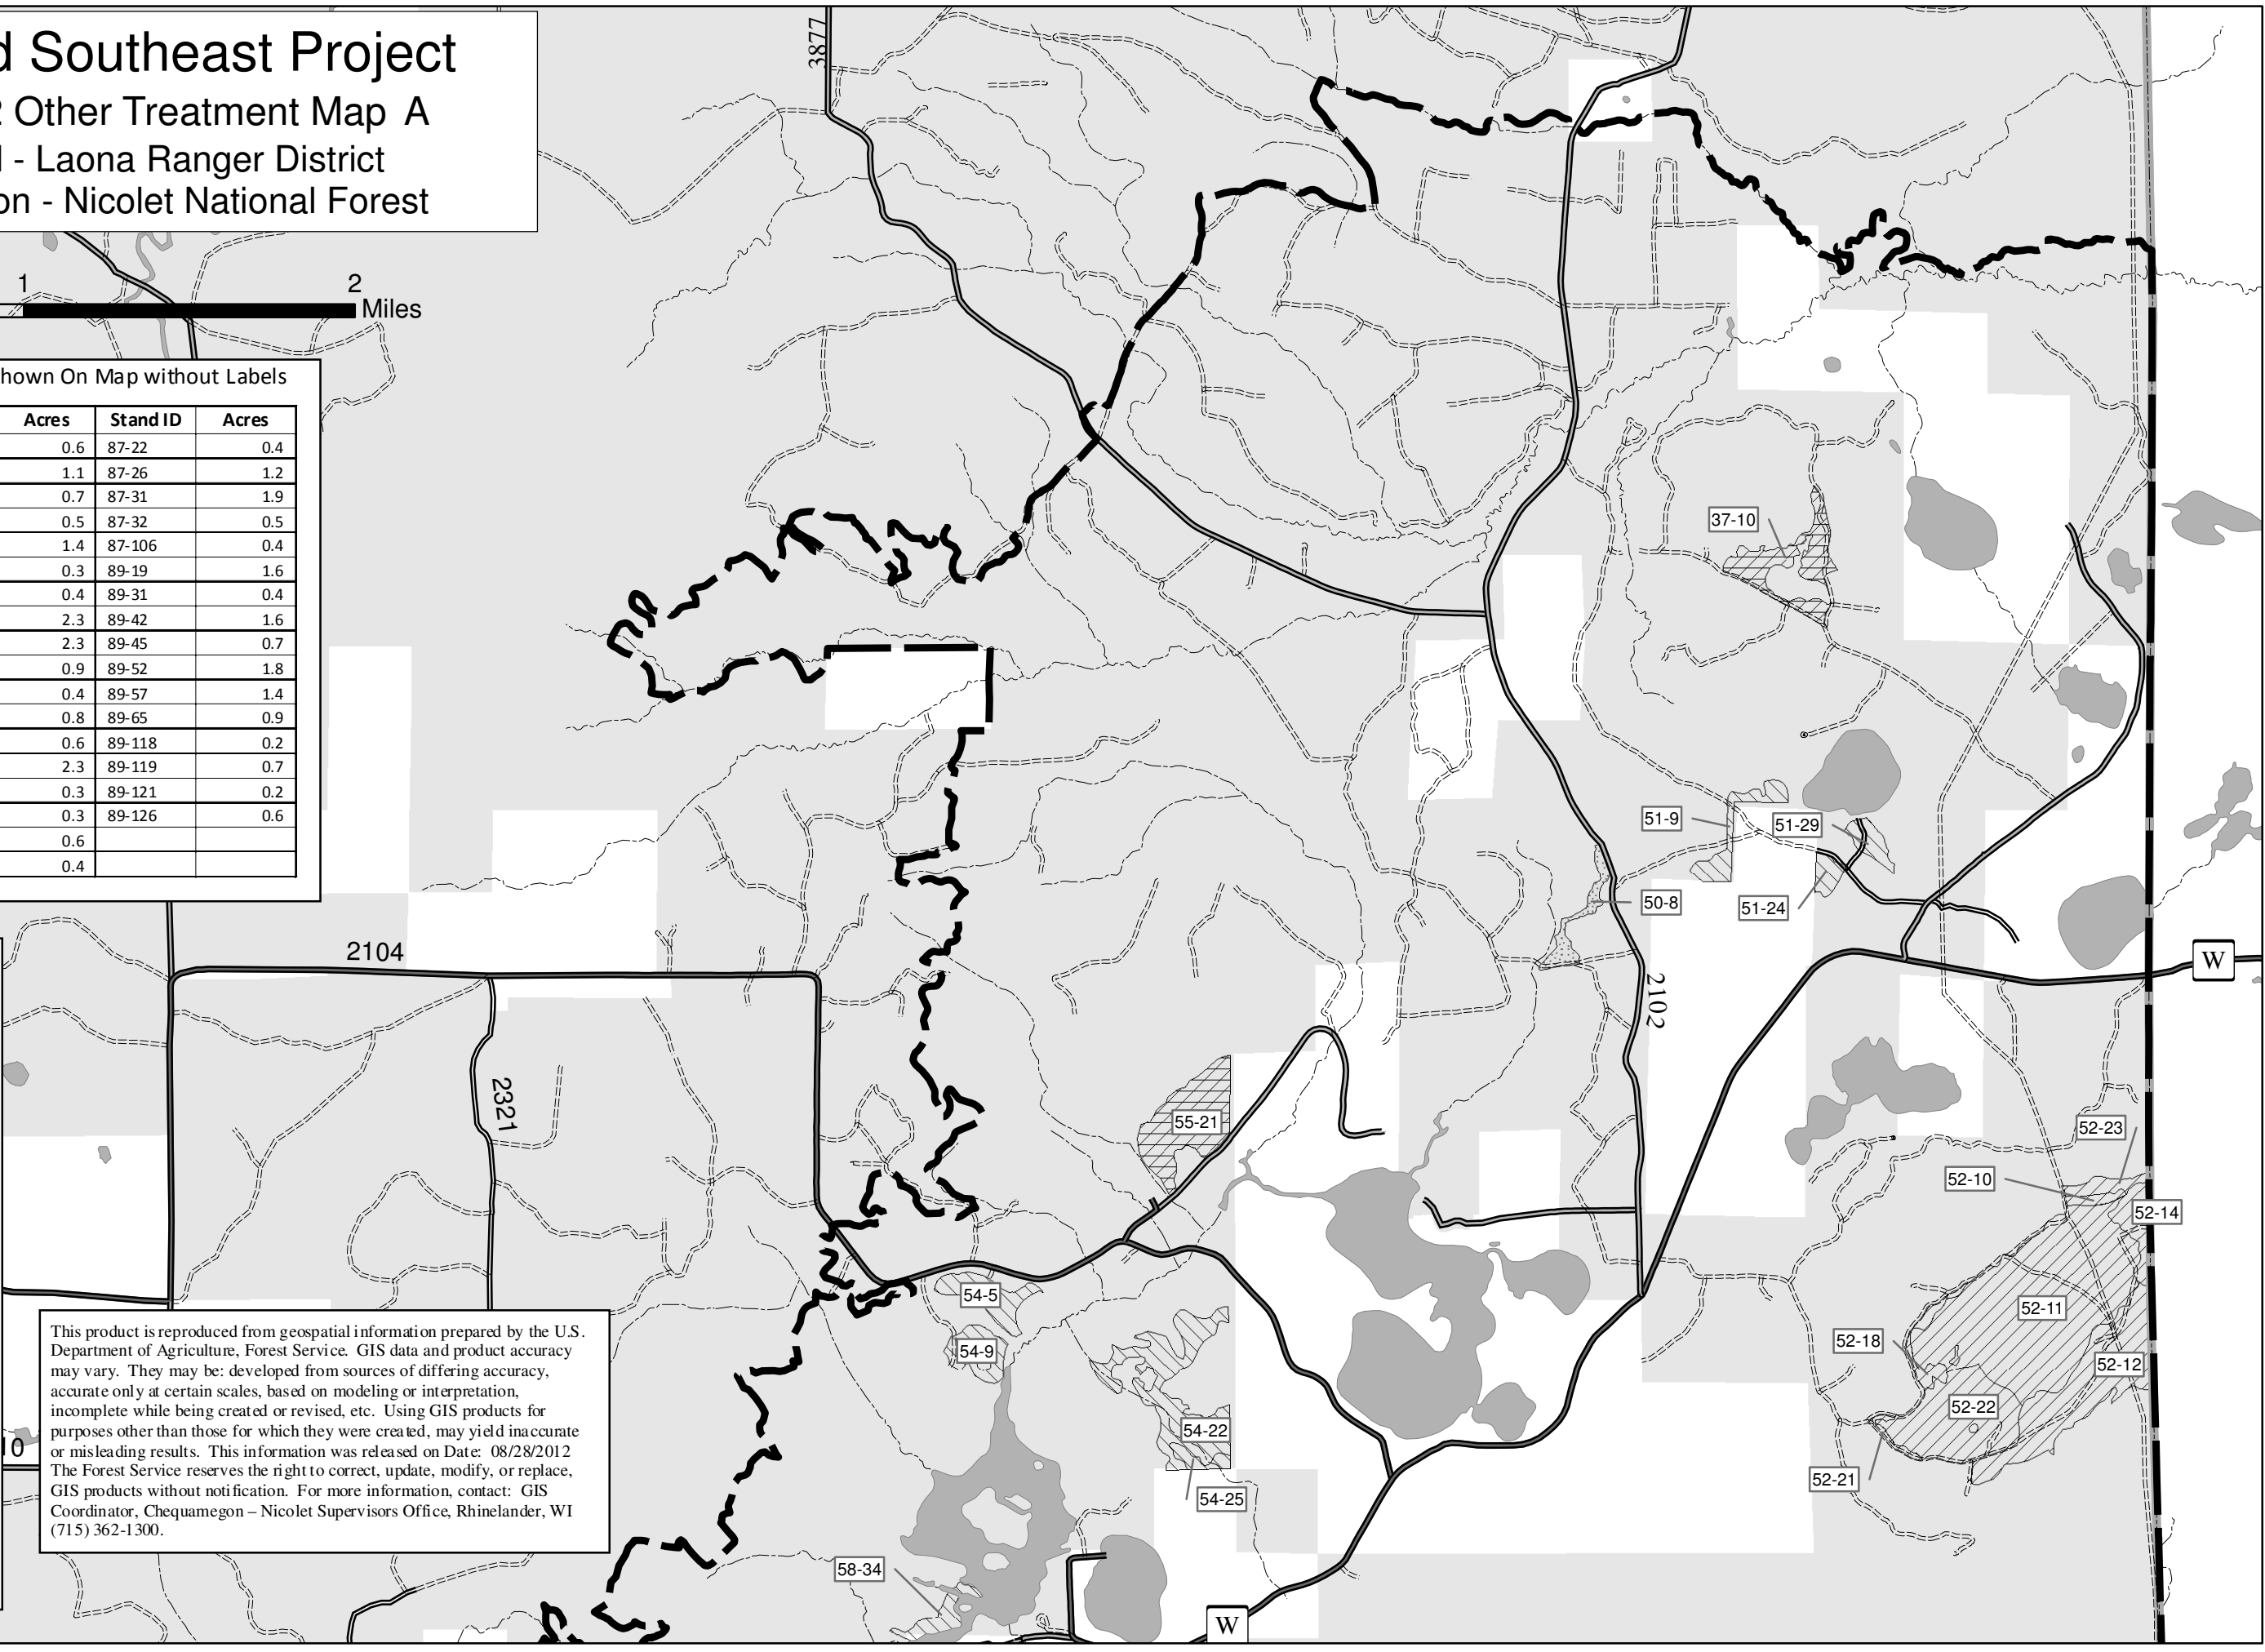 d Southeast Project
2 Other Treatment Map A
- Laona Ranger District
on - Nicolet National Forest
1 2
Miles
hown On Map without Labels
Acres Stand ID Acres
0.6 87-22 0.4
1.1 87-26 1.2
0.7 87-31 1.9
0.5 87-32 0.5
1.4 87-106 0.4
0.3 89-19 1.6
0.4 89-31 0.4
2.3 89-42 1.6
2.3 89-45 0.7
0.9 89-52 1.8
0.4 89-57 1.4
0.8 89-65 0.9
0.6 89-118 0.2
2.3 89-119 0.7
0.3 89-121 0.2
0.3 89-126 0.6
0.6
0.4
3877
37-10
51-9
51-29
50-8
51-24
2104
W
2102
2321
55-21
52-23
52-10
52-14
54-5
52-11
54-9
52-18
52-12
52-22
54-22
10
52-21
54-25
58-34
W
This product is reproduced from geospatial information prepared by the U.S.
Department of Agriculture, Forest Service. GIS data and product accuracy
may vary. They may be: developed from sources of differing accuracy,
accurate only at certain scales, based on modeling or interpretation,
incomplete while being created or revised, etc. Using GIS products for
purposes other than those for which they were created, may yield inaccurate
or misleading results. This information was released on Date: 08/28/2012
The Forest Service reserves the right to correct, update, modify, or replace,
GIS products without notification. For more information, contact: GIS
Coordinator, Chequamegon – Nicolet Supervisors Office, Rhinelander, WI
(715) 362-1300.